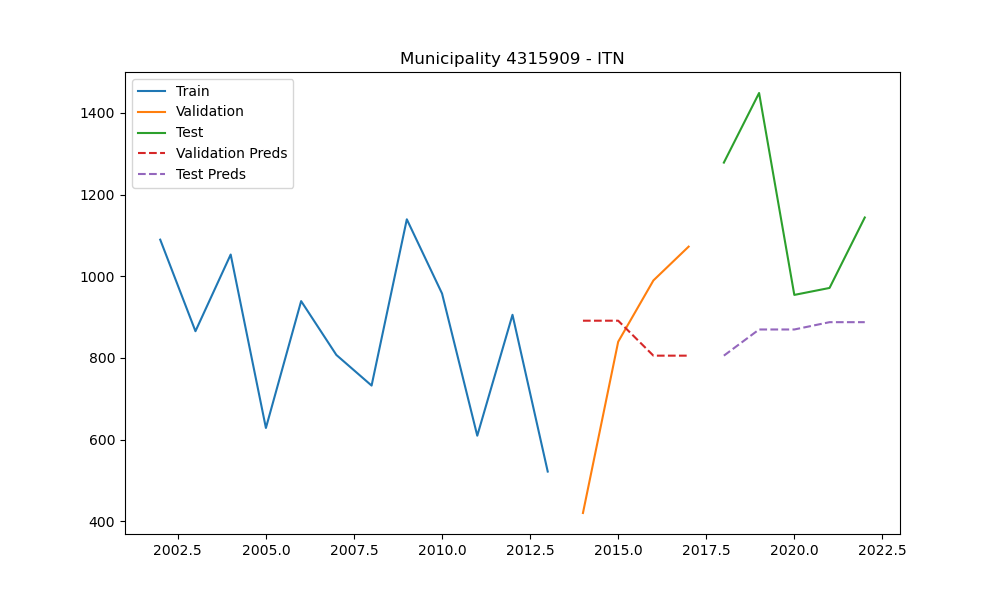 Municipality 4315909 - ITN
Train
Validation
Test
Validation Preds
Test Preds
1400
1200
1000
800
600
400
2002.5 2005.0 2007.5 2010.0 2012.5 2015.0 2017.5 2020.0 2022.5